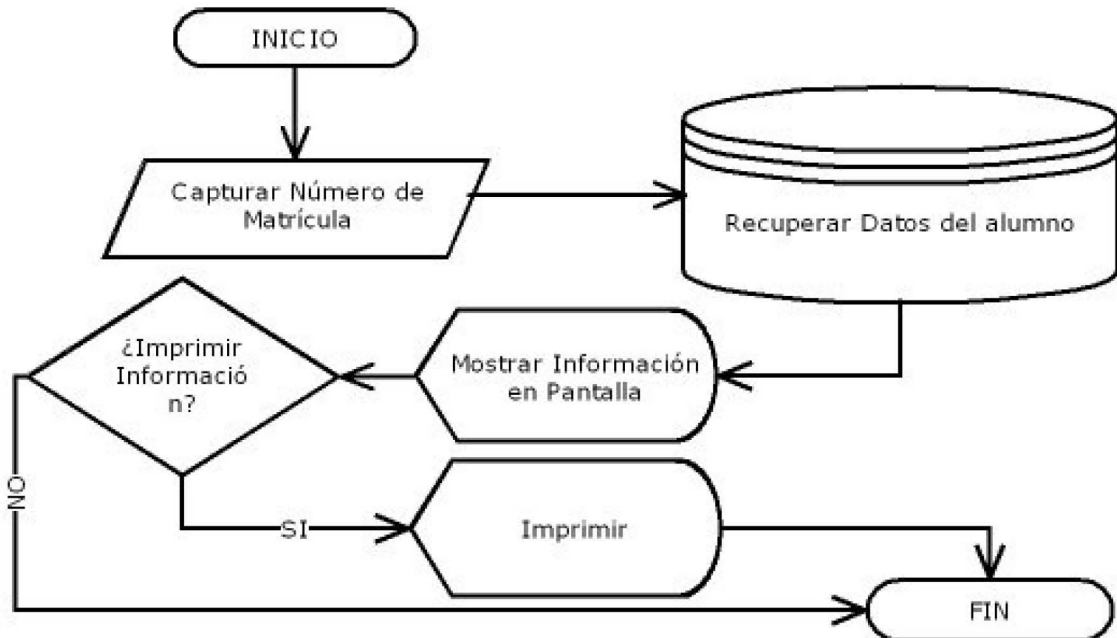 INICIO
Capturar Número de
Matrícula
Recuperar Datos del alumno
Mostrar Información
en Pantalla
¿Imprimir
Informació
n?
NO
SI
Imprimir
FIN